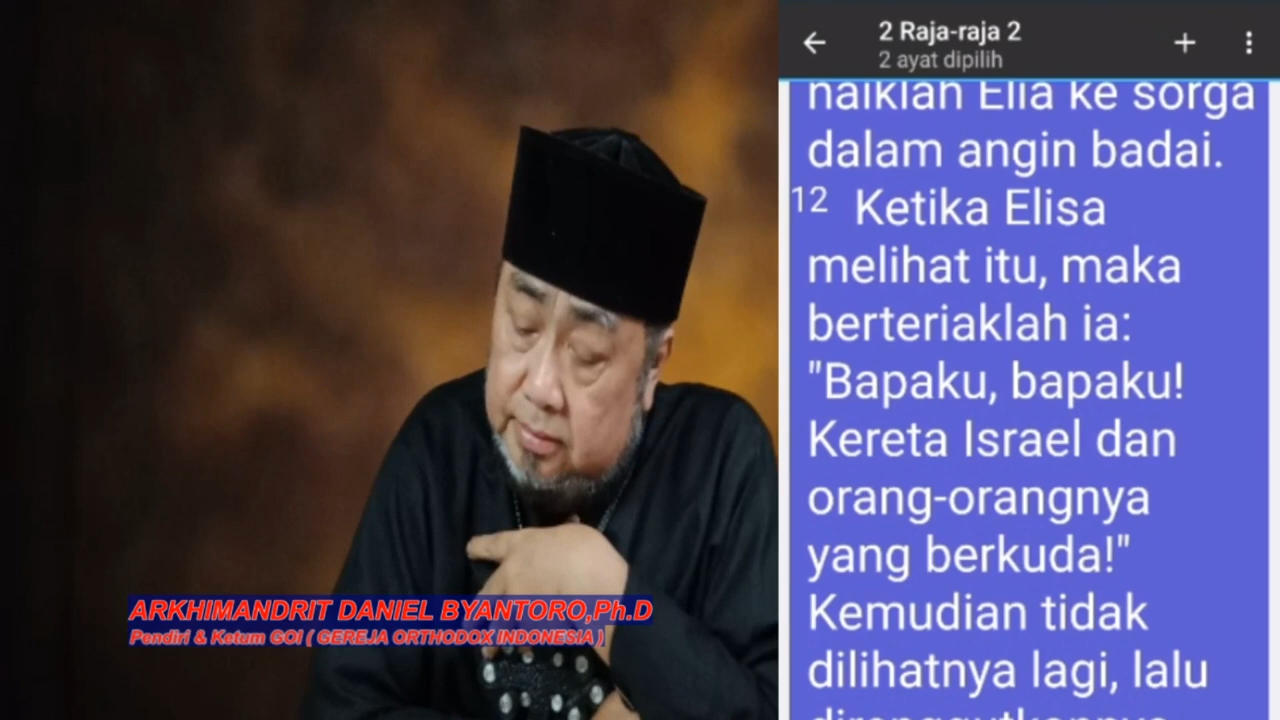 ARKHIMANDRIT DANIEL BYANTORO,Ph.D
Pendiri & Ketum GOI ( GEREJA ORTHODOX INDONESIA )
2 Raja-raja 2
2 ayat dipilih
naiklah Elia ke sorga
dalam angin badai.
12 Ketika Elisa
melihat itu, maka
berteriaklah ia:
"Bapaku, bapaku!
Kereta Israel dan
orang-orangnya
yang berkuda!"
Kemudian tidak
dilihatnya lagi, lalu